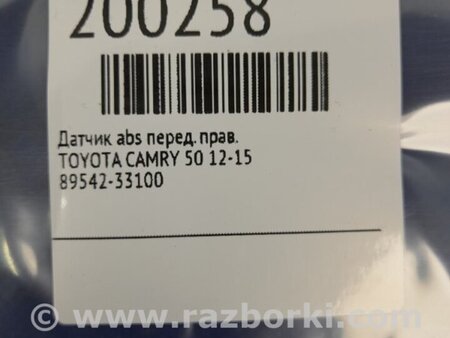 200258
Датчик abs перед. прав.
TOYOTA CAMRY 50 12-15
89542-33100
www.razborki.com